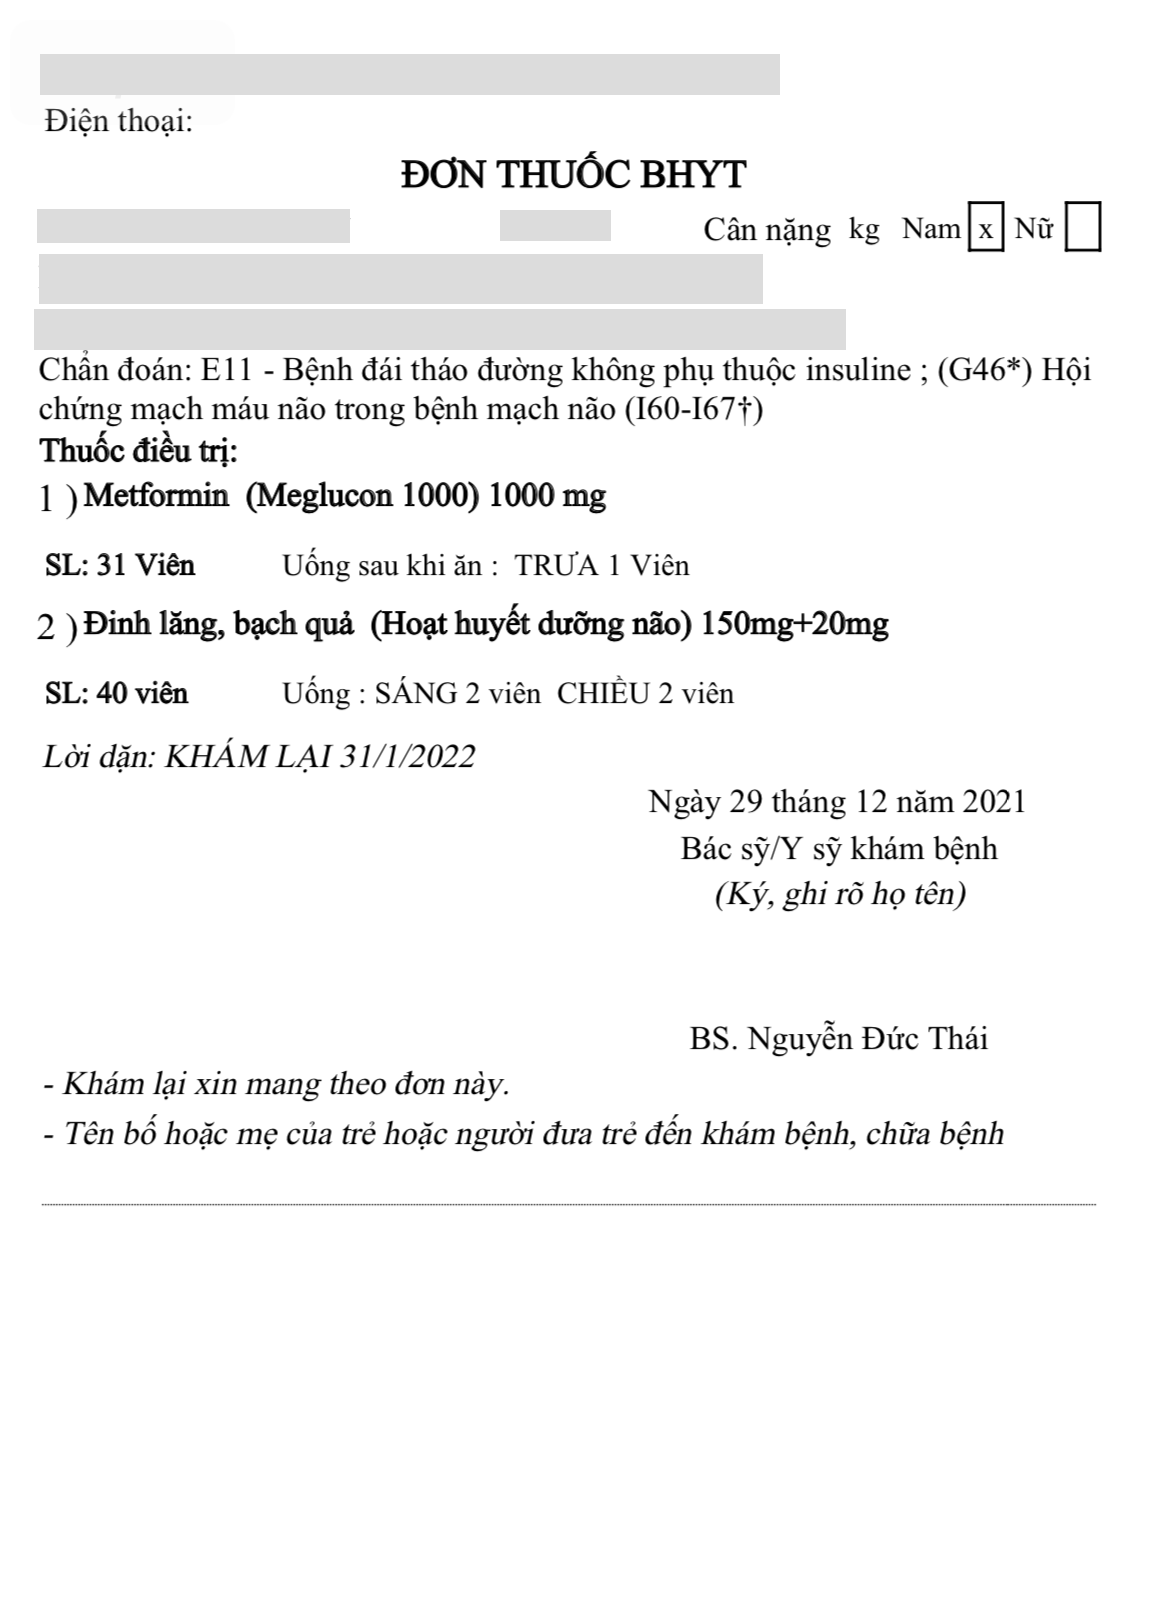 Điện thoại:
ĐƠN THUỐC BHYT
Cân nặng kg Nam x Nữ
Chẩn đoán: E11 - Bệnh đái tháo đường không phụ thuộc insuline ; (G46*) Hội
chứng mạch máu não trong bệnh mạch não (I60-I67†)
Thuốc điều trị:
1 ) Metformin (Meglucon 1000) 1000 mg
SL: 31 Viên Uống sau khi ăn : TRƯA 1 Viên
2 ) Đinh lăng, bạch quả (Hoạt huyết dưỡng não) 150mg+20mg
SL: 40 viên Uống : SÁNG 2 viên CHIỀU 2 viên
Lời dặn: KHÁM LẠI 31/1/2022
Ngày 29 tháng 12 năm 2021
Bác sỹ/Y sỹ khám bệnh
(Ký, ghi rõ họ tên)
BS. Nguyễn Đức Thái
- Khám lại xin mang theo đơn này.
- Tên bố hoặc mẹ của trẻ hoặc người đưa trẻ đến khám bệnh, chữa bệnh